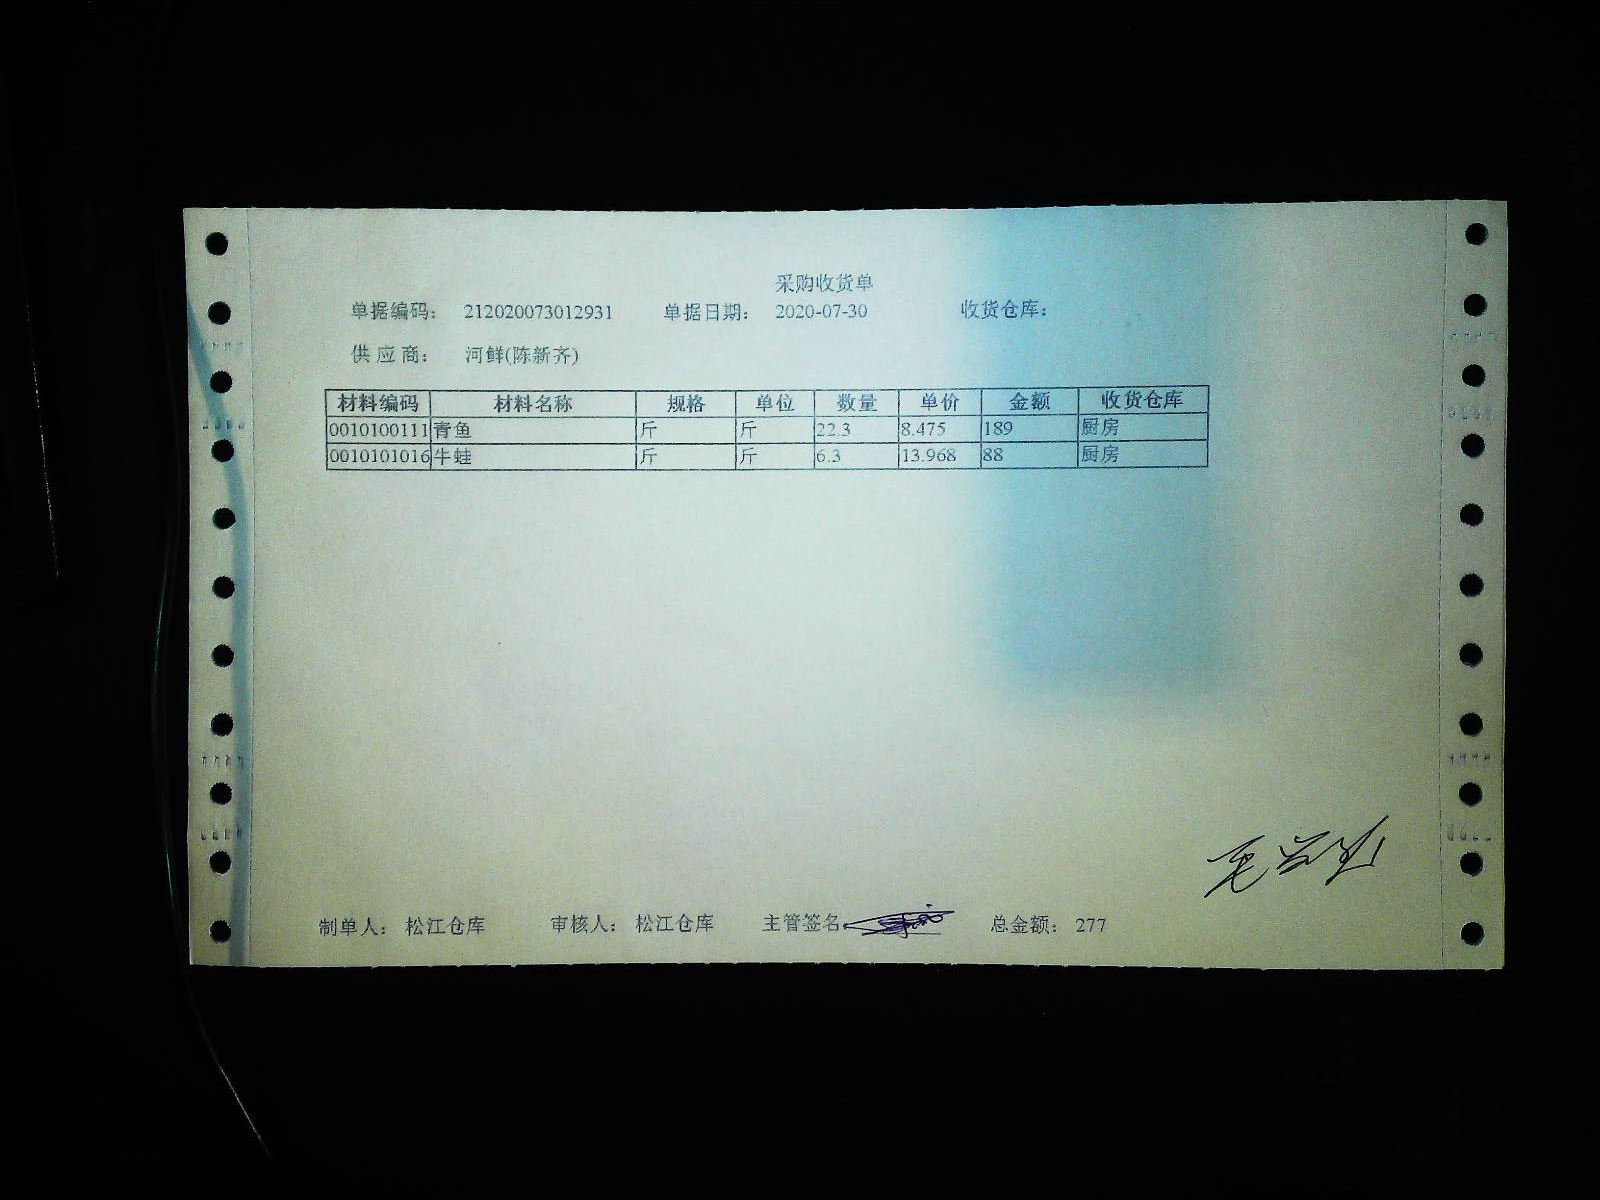 采购收货单
单据编码： 212020073012931 单据日期： 2020-07-30 收货仓库：
供 应 商： 河鲜(陈新齐)
材料编码 材料名称 规格 单位 数量 单价 金额 收货仓库
0010100111 青鱼 斤 斤 22.3 8.475 189 厨房
0010101016 牛蛙 斤 斤 6.3 13.968 88 厨房
制单人： 松江仓库 审核人： 松江仓库 主管签名 总金额： 277